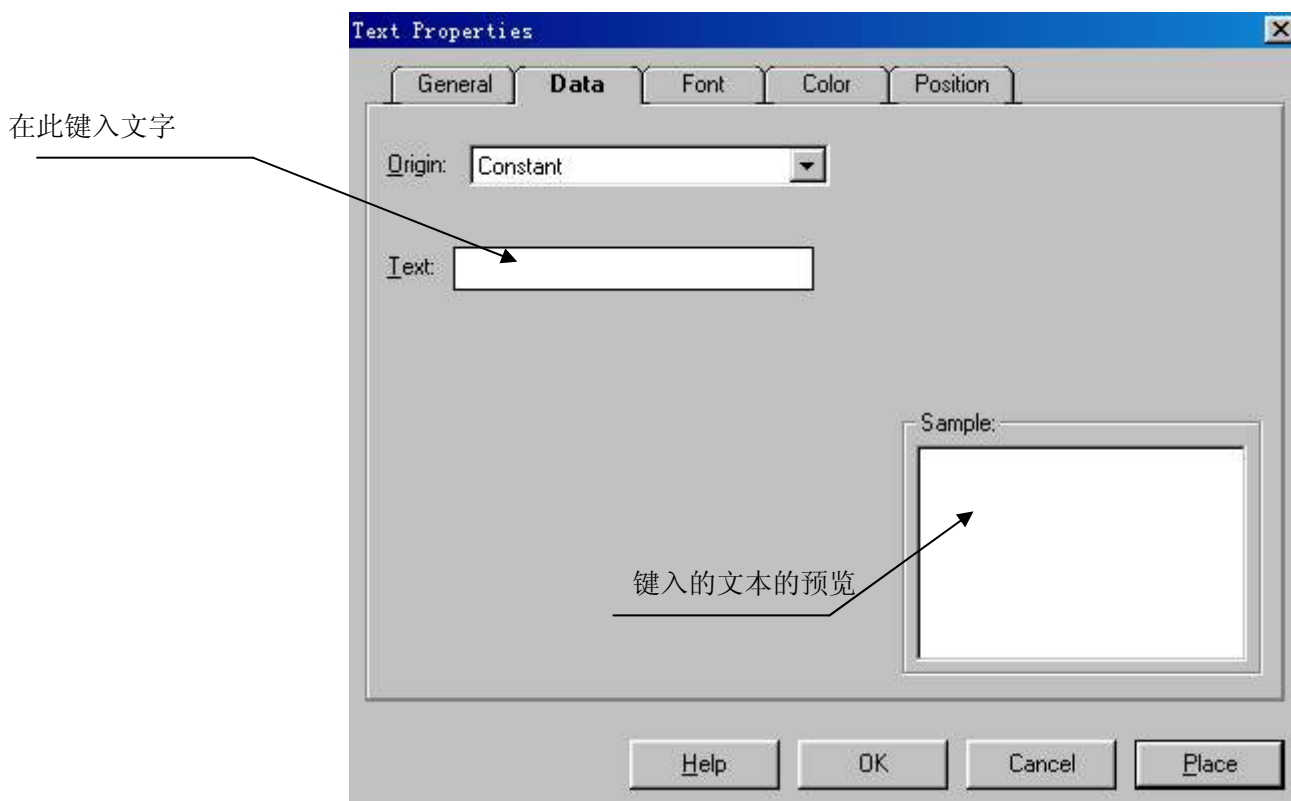 Text Properties
General Data Font Color Position
在此键入文字
Origin: Constant
Text:
Sample:
键入的文本的预览
Help OK Cancel Place